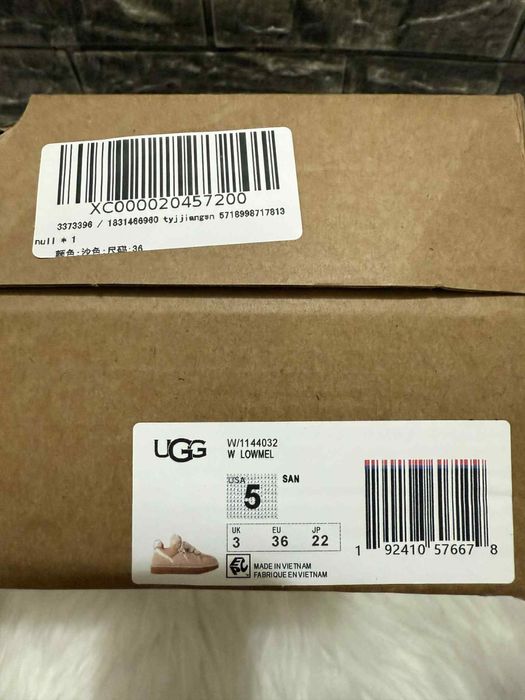 XC000020457200
3373396 / 1831466960 tyjjiangsn 5718998717813
null * 1
颜色:沙色;尺码:36
UGG
W/1144032
W LOWMEL
USA
5
SAN
UK EU JP
3 36 22
MADE IN VIETNAM
FABRIQUE EN VIETNAM
1 92410 57667 8